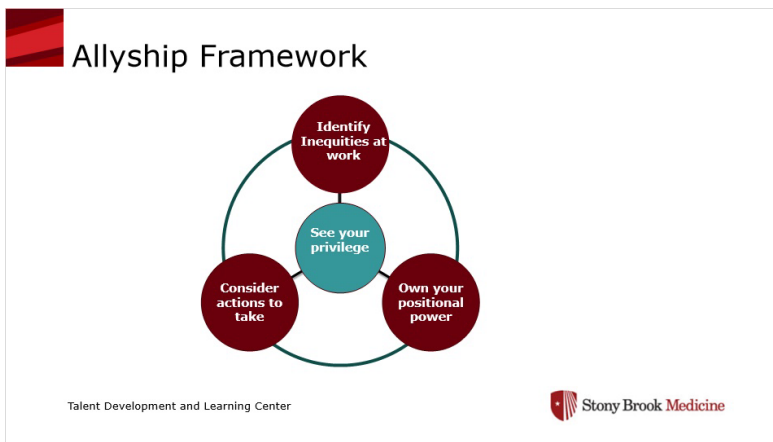 Allyship Framework
Identify
Inequities at
work
See your
privilege
Consider
actions to
take
Own your
positional
power
Talent Development and Learning Center
Stony Brook Medicine